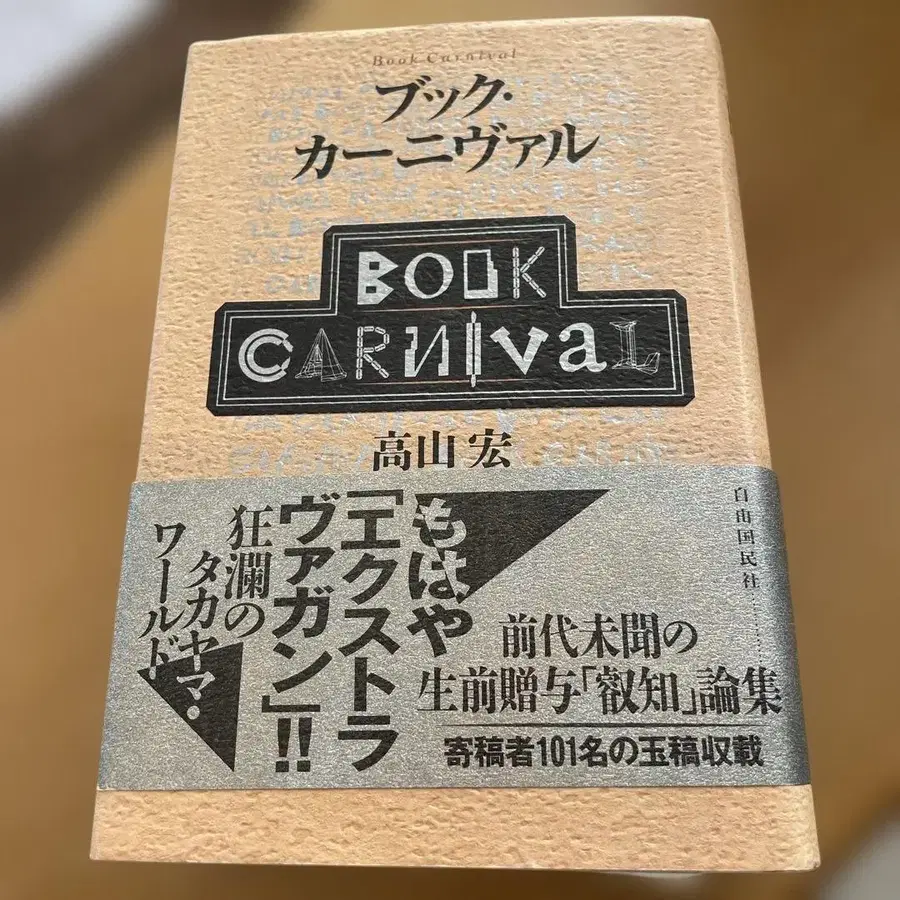 Book Carnival
ブック・
カーニヴァル
BOOK
CARNIVAL
高山 宏
自由国民社
もはや
「エクストラ
ヴァガン」!!
狂瀾の
タカヤマ・
ワールド
前代未聞の
生前贈与「叡知」論集
寄稿者101名の玉稿収載